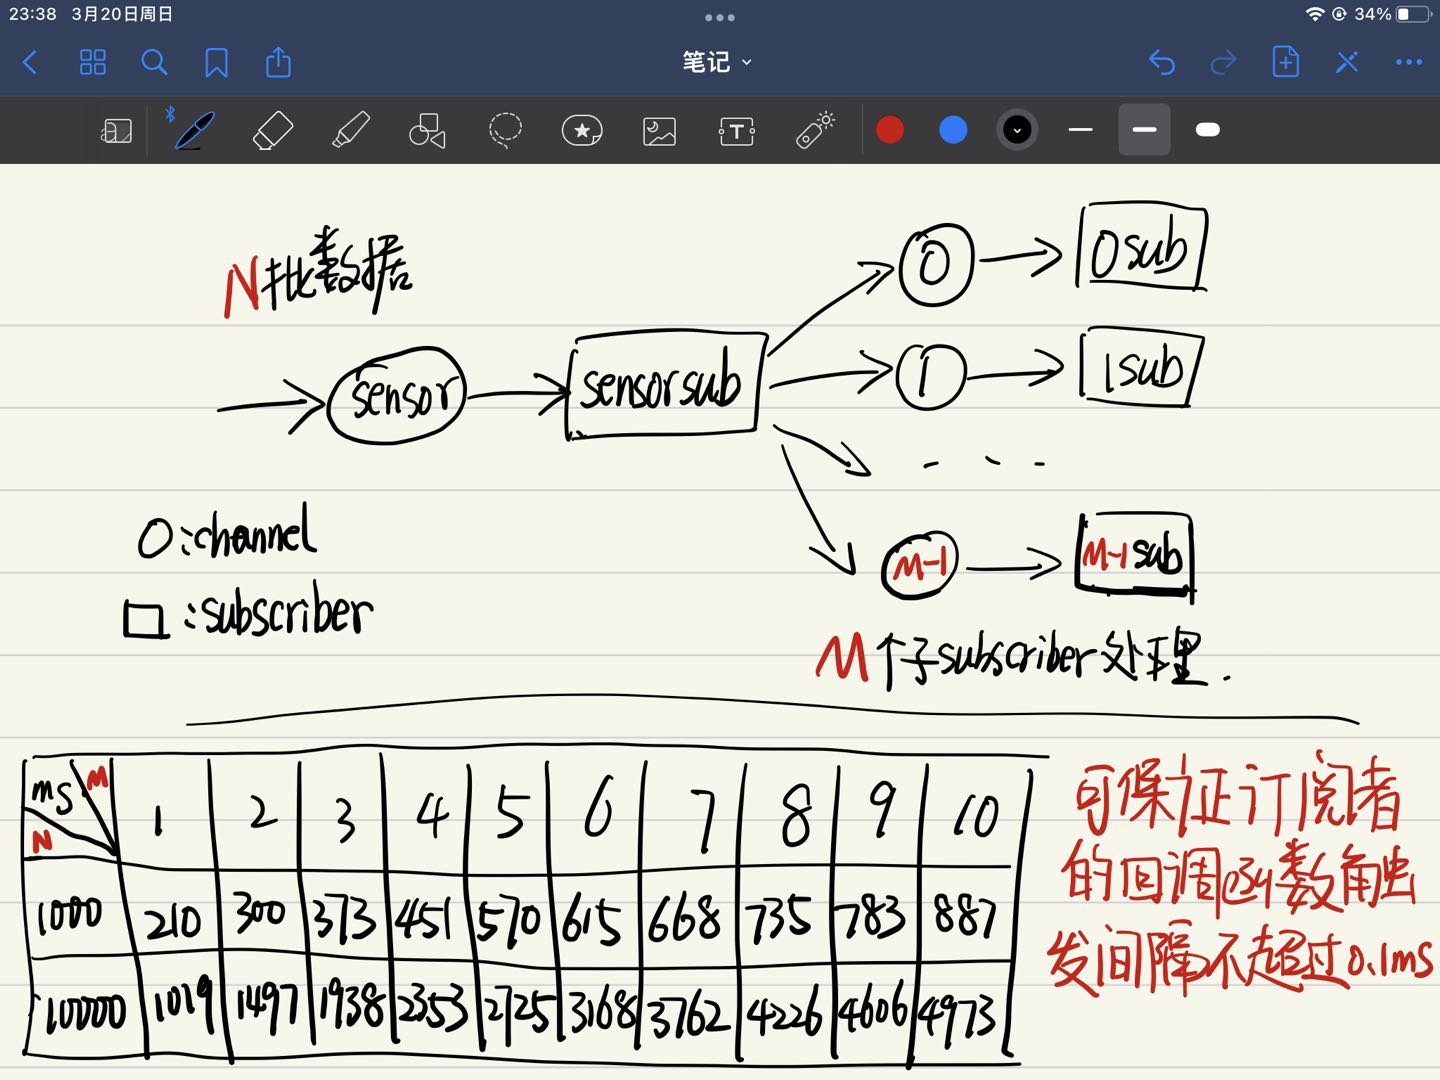 23:38 3月20日周日
34%
笔记
N批数据
sensor
sensorsub
0
0sub
1
1sub
M-1
M-1sub
O:channel
□:subscriber
M个子subscriber处理.
ms M N 1 2 3 4 5 6 7 8 9 10
1000 210 300 373 451 570 615 668 735 783 887
10000 1019 1497 1938 2353 2725 3168 3762 4226 4606 4973
可保证订阅者
的回调函数触
发间隔不超过0.1ms